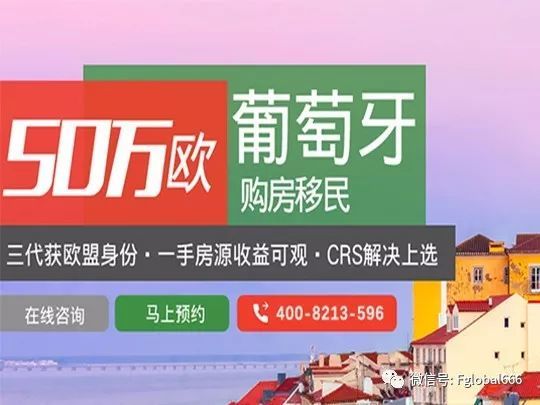 50万欧
葡萄牙
购房移民
三代获欧盟身份·一手房源收益可观·CRS解决上选
在线咨询
马上预约
400-8213-596
微信号: Fglobal666